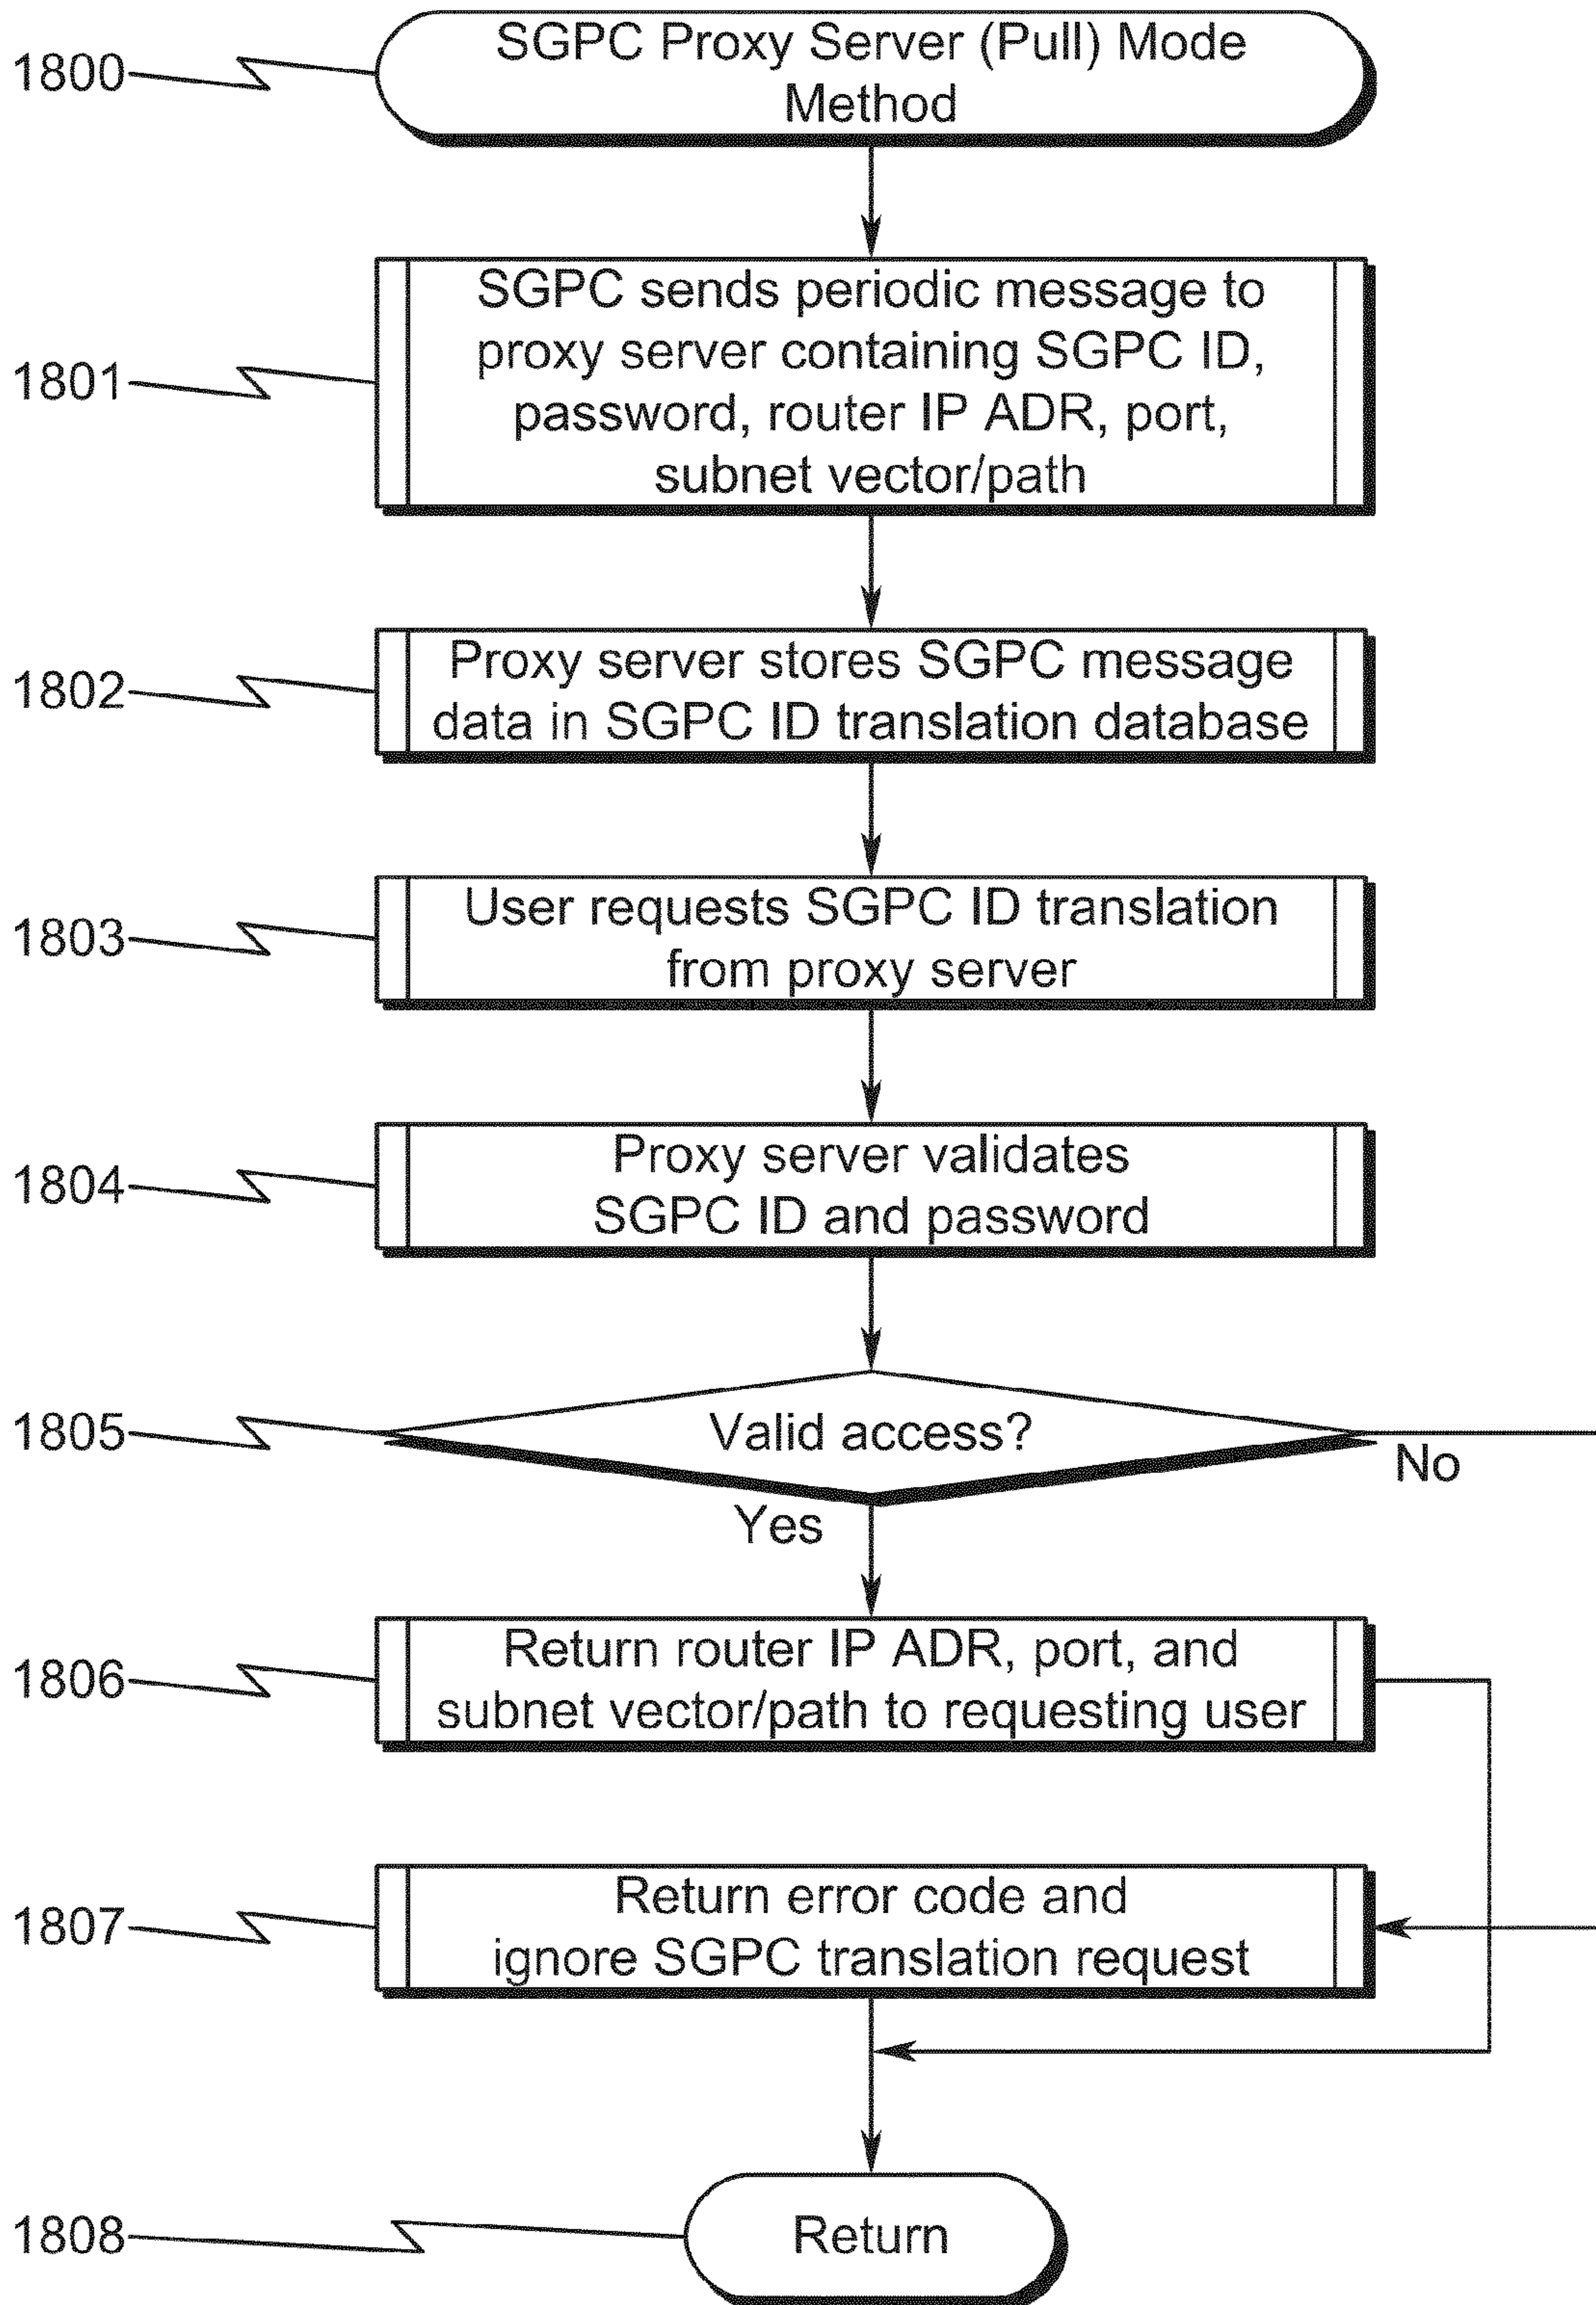 1800
SGPC Proxy Server (Pull) Mode
Method
1801
SGPC sends periodic message to
proxy server containing SGPC ID,
password, router IP ADR, port,
subnet vector/path
1802
Proxy server stores SGPC message
data in SGPC ID translation database
1803
User requests SGPC ID translation
from proxy server
1804
Proxy server validates
SGPC ID and password
1805
Valid access?
No
Yes
1806
Return router IP ADR, port, and
subnet vector/path to requesting user
1807
Return error code and
ignore SGPC translation request
1808
Return